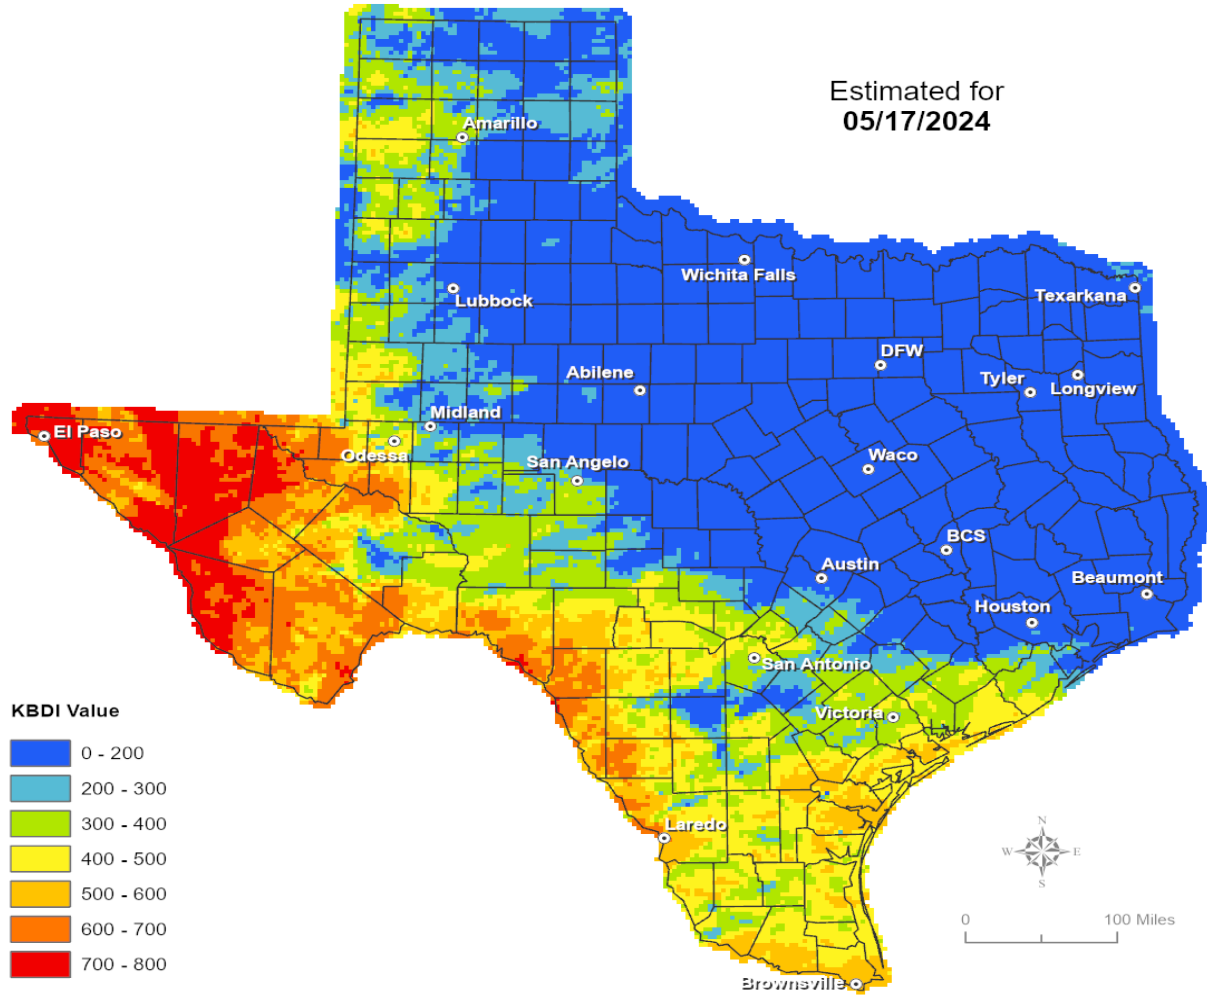 Estimated for
05/17/2024
Amarillo
Wichita Falls
Lubbock
Texarkana
DFW
Abilene
Tyler
Longview
Midland
El Paso
Odessa
Waco
San Angelo
BCS
Austin
Beaumont
Houston
San Antonio
Victoria
KBDI Value
0 - 200
200 - 300
300 - 400
400 - 500
500 - 600
600 - 700
700 - 800
Laredo
N
W
E
S
0
100 Miles
Brownsville